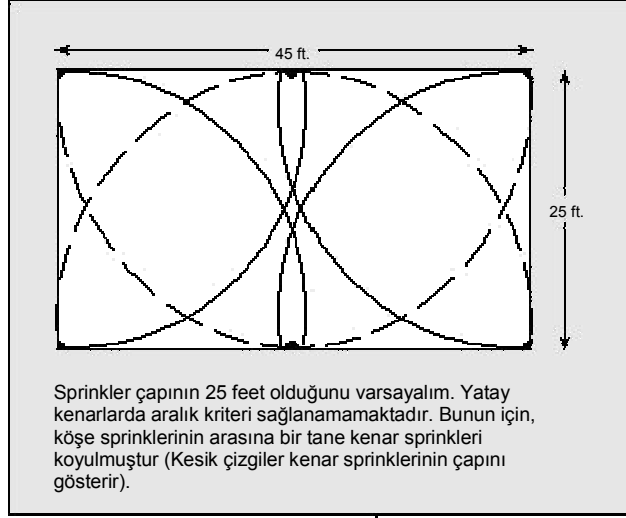 45 ft.
25 ft.
Sprinkler çapının 25 feet olduğunu varsayalım. Yatay
kenarlarda aralık kriteri sağlanamamaktadır. Bunun için,
köşe sprinklerinin arasına bir tane kenar sprinkleri
koyulmuştur (Kesik çizgiler kenar sprinklerinin çapını
gösterir).